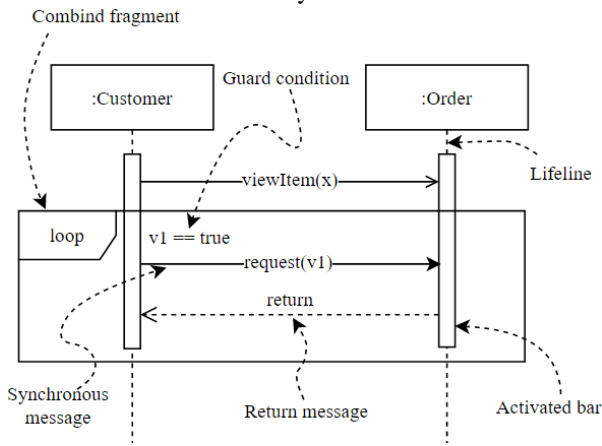 Combind fragment
Guard condition
:Customer
:Order
Lifeline
viewItem(x)
loop
v1 == true
request(v1)
return
Synchronous
message
Return message
Activated bar